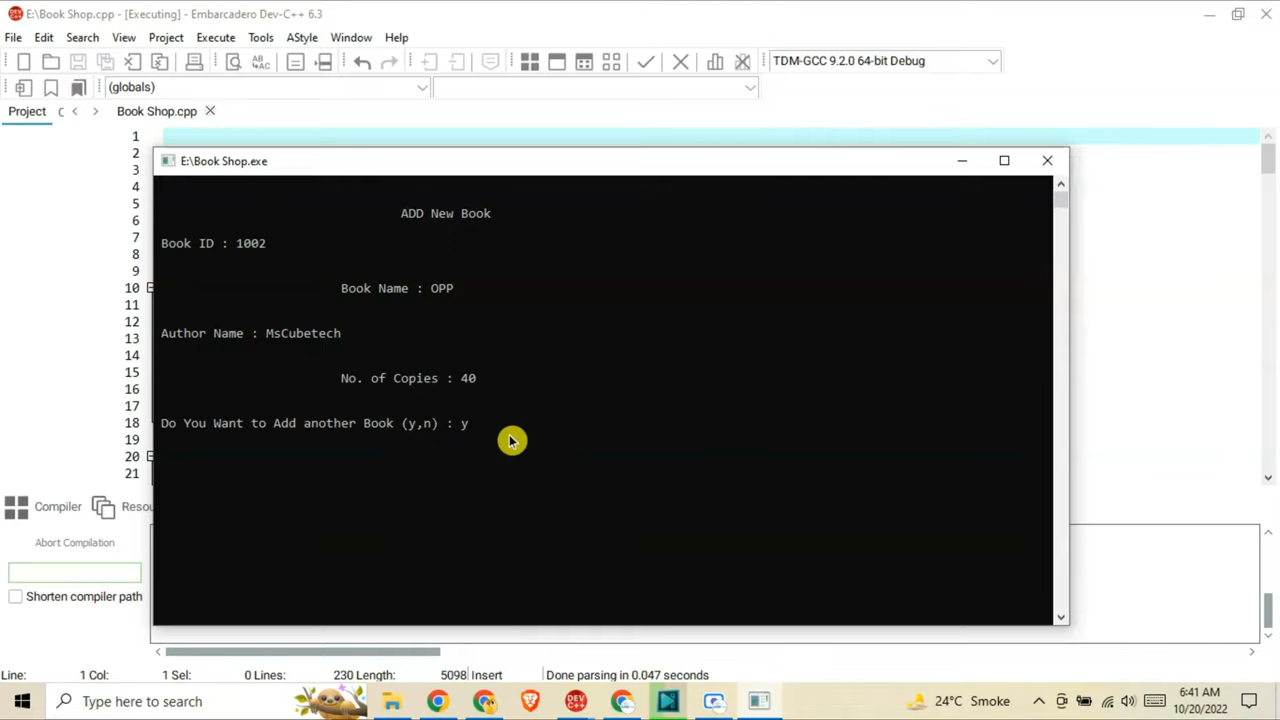 E:\Book Shop.cpp - [Executing] - Embarcadero Dev-C++ 6.3
File Edit Search View Project Execute Tools AStyle Window Help
TDM-GCC 9.2.0 64-bit Debug
(globals)
Project C Book Shop.cpp
1
2
3
4
5
6
7
8
9
10
11
12
13
14
15
16
17
18
19
20
21
E:\Book Shop.exe
ADD New Book
Book ID : 1002
Book Name : OPP
Author Name : MsCubetech
No. of Copies : 40
Do You Want to Add another Book (y,n) : y
Compiler Resou
Abort Compilation
Shorten compiler path
Line: 1 Col: 1 Sel: 0 Lines: 230 Length: 5098 Insert Done parsing in 0.047 seconds
Type here to search
24°C Smoke
6:41 AM
10/20/2022